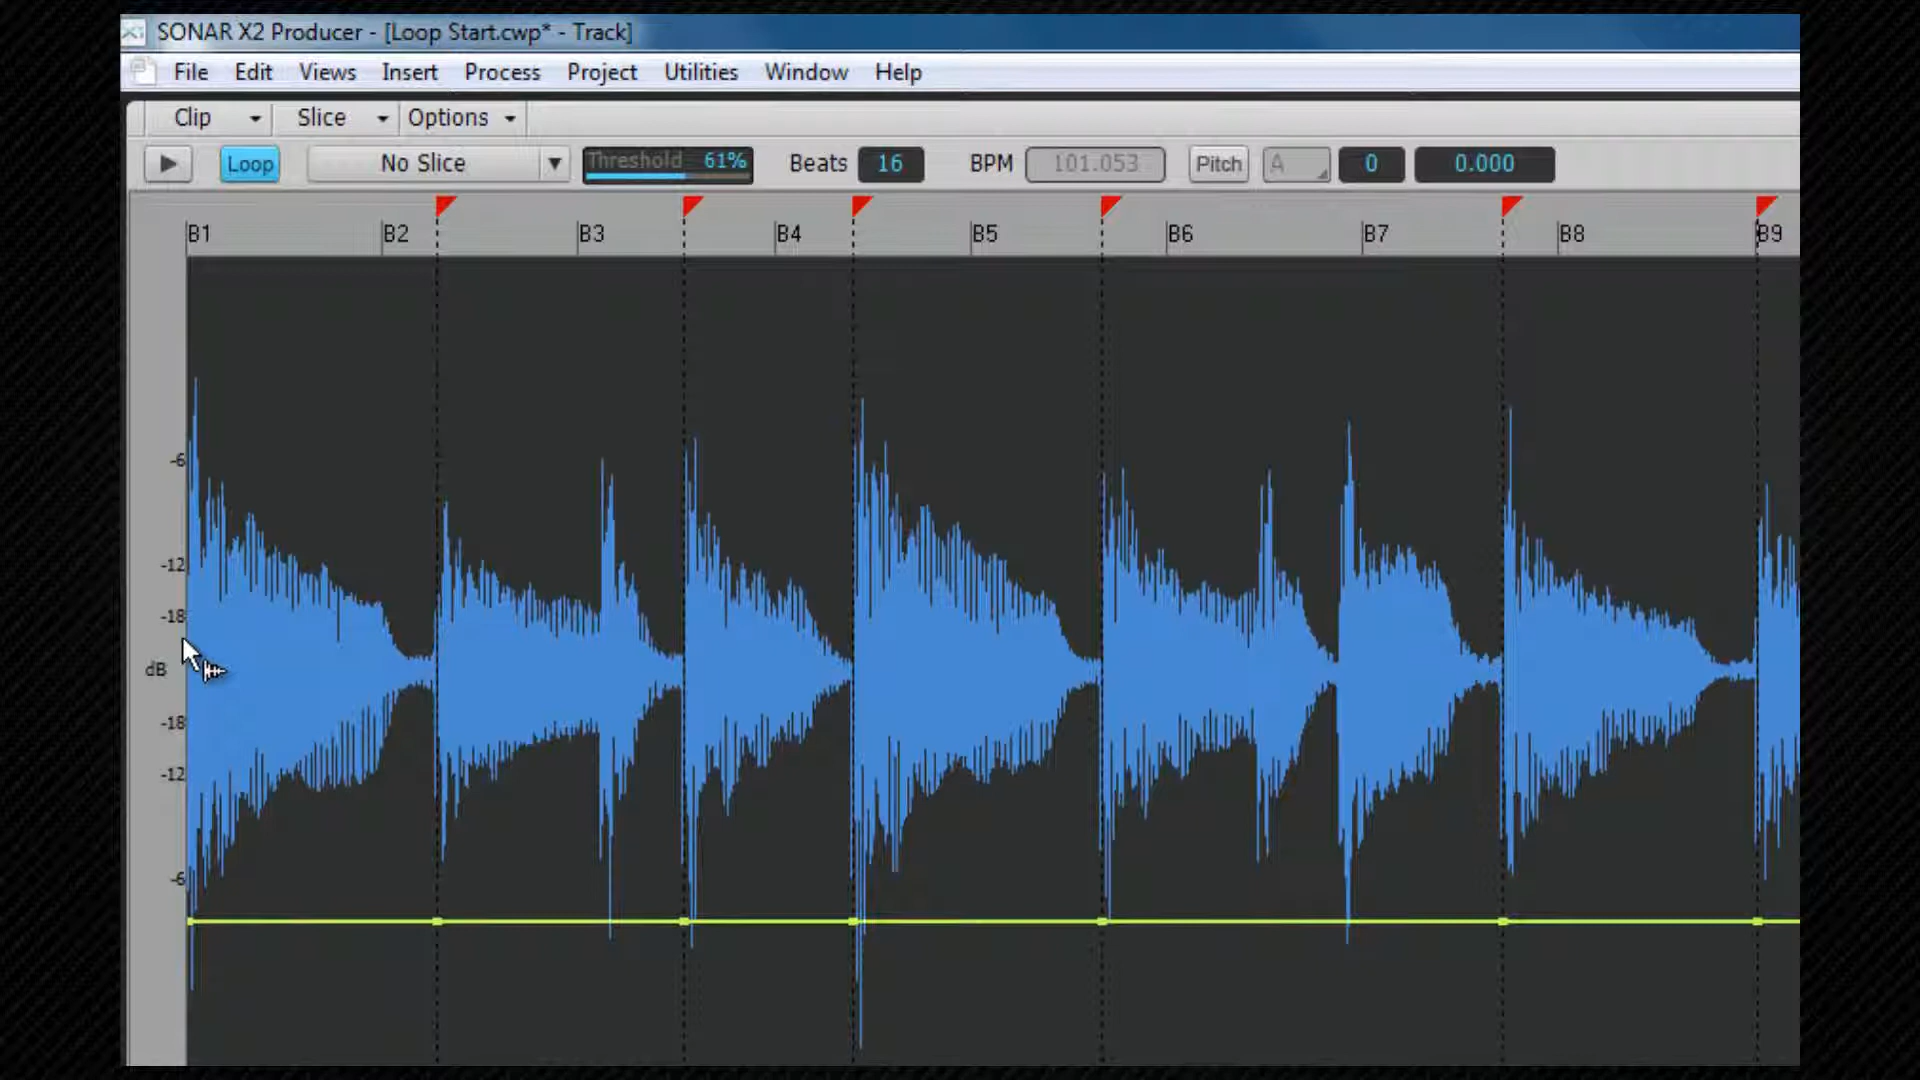 SONAR X2 Producer - [Loop Start.cwp* - Track]
File Edit Views Insert Process Project Utilities Window Help
Clip Slice Options
Loop No Slice Threshold 61% Beats 16 BPM 101.053 Pitch A 0 0.000
B1 B2 B3 B4 B5 B6 B7 B8 B9
-6
-12
-18
dB
-18
-12
-6